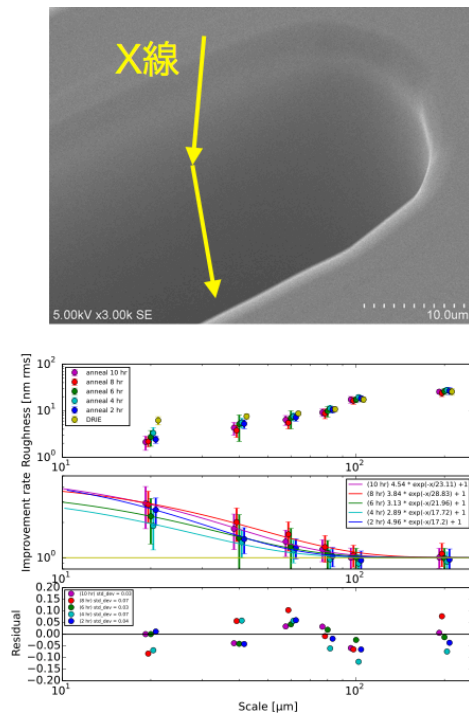 X線
5.00kV x3.00k SE
10.0um
Roughness [nm rms]
10²
10¹
10⁰
anneal 10 hr
anneal 8 hr
anneal 6 hr
anneal 4 hr
anneal 2 hr
DRIE
10¹
10²
Improvement rate
10⁰
(10 hr) 4.54 * exp(-x/23.11) + 1
(8 hr) 3.84 * exp(-x/28.83) + 1
(6 hr) 3.13 * exp(-x/21.96) + 1
(4 hr) 2.89 * exp(-x/17.72) + 1
(2 hr) 4.96 * exp(-x/17.2) + 1
10¹
10²
Residual
0.20
0.15
0.10
0.05
0.00
−0.05
−0.10
−0.15
−0.20
(10 hr) std_dev = 0.03
(8 hr) std_dev = 0.07
(6 hr) std_dev = 0.03
(4 hr) std_dev = 0.07
(2 hr) std_dev = 0.04
10¹
10²
Scale [μm]